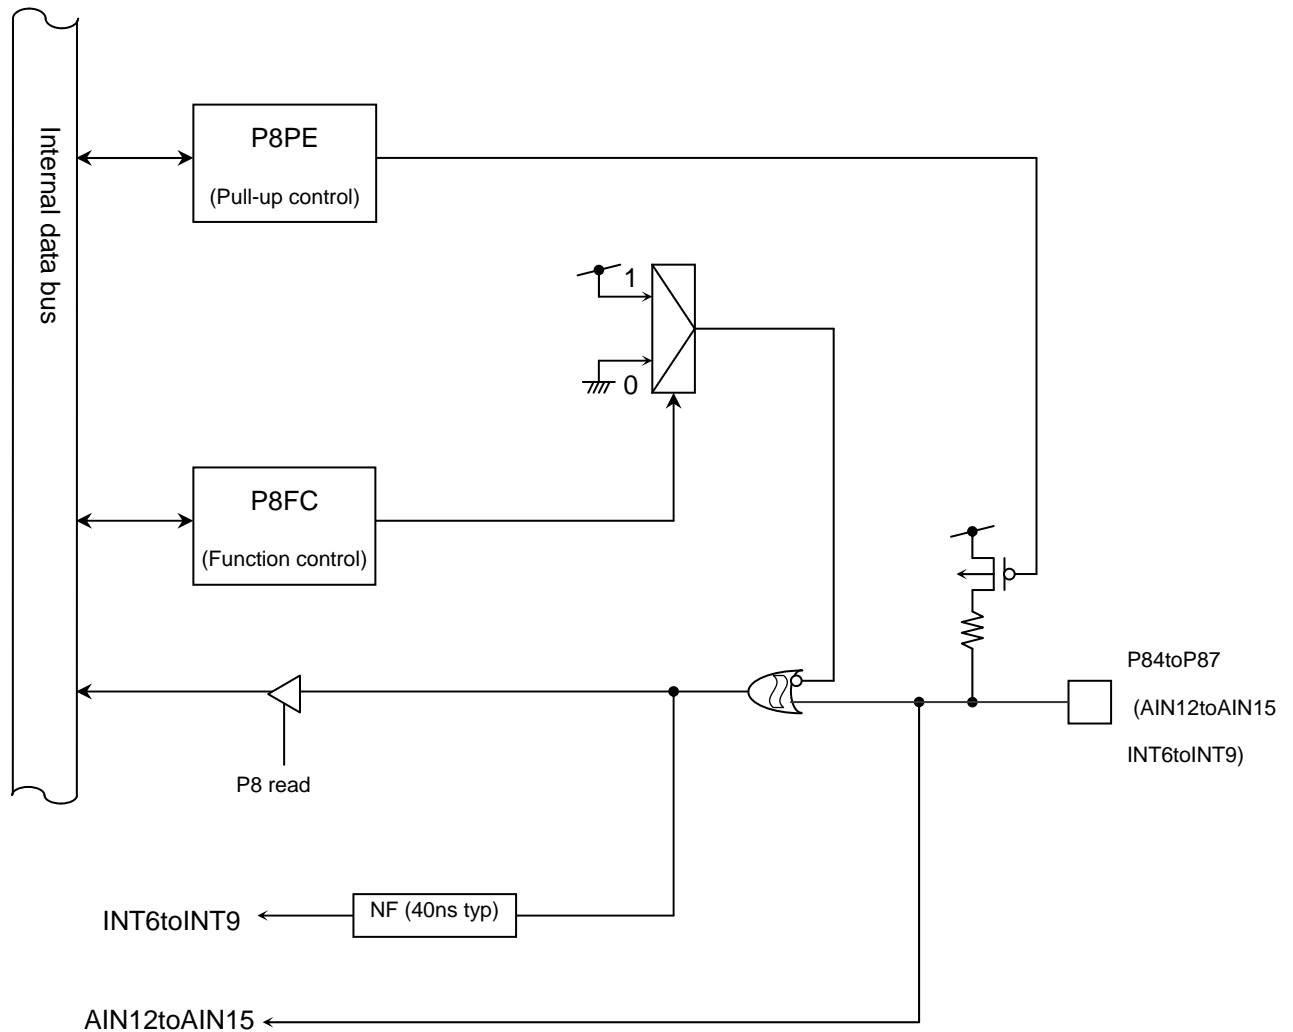 Internal data bus
P8PE
(Pull-up control)
1
0
P8FC
(Function control)
P84toP87
(AIN12toAIN15
INT6toINT9)
P8 read
NF (40ns typ)
INT6toINT9
AIN12toAIN15